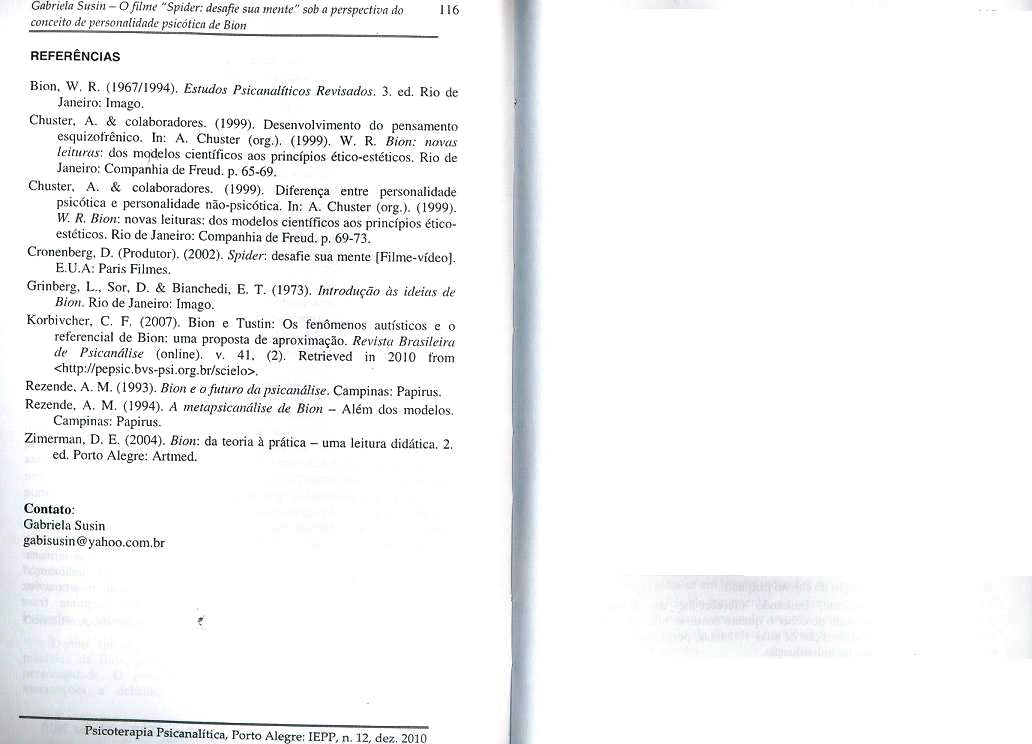 Gabriela Susin – O filme "Spider: desafie sua mente" sob a perspectiva do
116
conceito de personalidade psicótica de Bion
REFERÊNCIAS
Bion, W. R. (1967/1994). Estudos Psicanalíticos Revisados. 3. ed. Rio de
Janeiro: Imago.
Chuster, A. & colaboradores. (1999). Desenvolvimento do pensamento
esquizofrênico. In: A. Chuster (org.). (1999). W. R. Bion: novas
leituras: dos modelos científicos aos princípios ético-estéticos. Rio de
Janeiro: Companhia de Freud. p. 65-69.
Chuster, A. & colaboradores. (1999). Diferença entre personalidade
psicótica e personalidade não-psicótica. In: A. Chuster (org.). (1999).
W. R. Bion: novas leituras: dos modelos científicos aos princípios ético-
estéticos. Rio de Janeiro: Companhia de Freud. p. 69-73.
Cronenberg, D. (Produtor). (2002). Spider: desafie sua mente [Filme-vídeo].
E.U.A: Paris Filmes.
Grinberg, L., Sor, D. & Bianchedi, E. T. (1973). Introdução às ideias de
Bion. Rio de Janeiro: Imago.
Korbivcher, C. F. (2007). Bion e Tustin: Os fenômenos autísticos e o
referencial de Bion: uma proposta de aproximação. Revista Brasileira
de Psicanálise (online). v. 41, (2). Retrieved in 2010 from
<http://pepsic.bvs-psi.org.br/scielo>.
Rezende, A. M. (1993). Bion e o futuro da psicanálise. Campinas: Papirus.
Rezende, A. M. (1994). A metapsicanálise de Bion – Além dos modelos.
Campinas: Papirus.
Zimerman, D. E. (2004). Bion: da teoria à prática – uma leitura didática. 2.
ed. Porto Alegre: Artmed.
Contato:
Gabriela Susin
gabisusin@yahoo.com.br
Psicoterapia Psicanalítica, Porto Alegre: IEPP, n. 12, dez. 2010